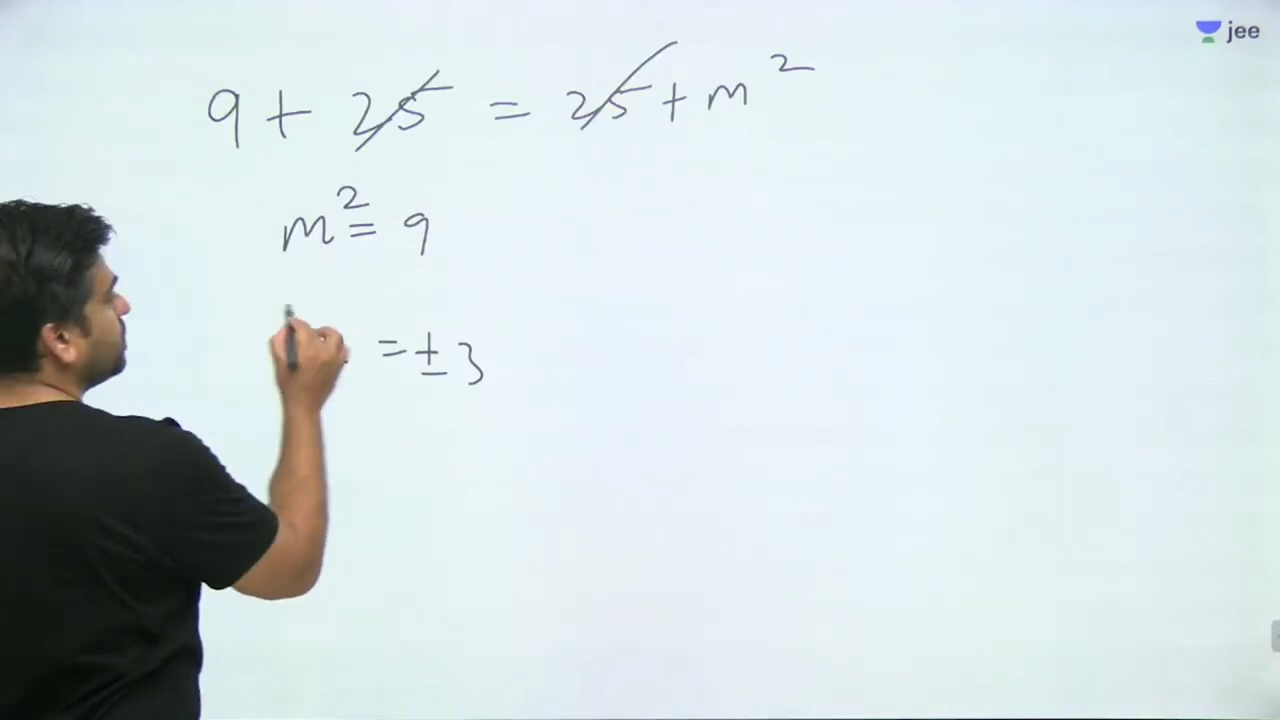 jee
9 + 25 = 25 + m²
m² = 9
= ± 3